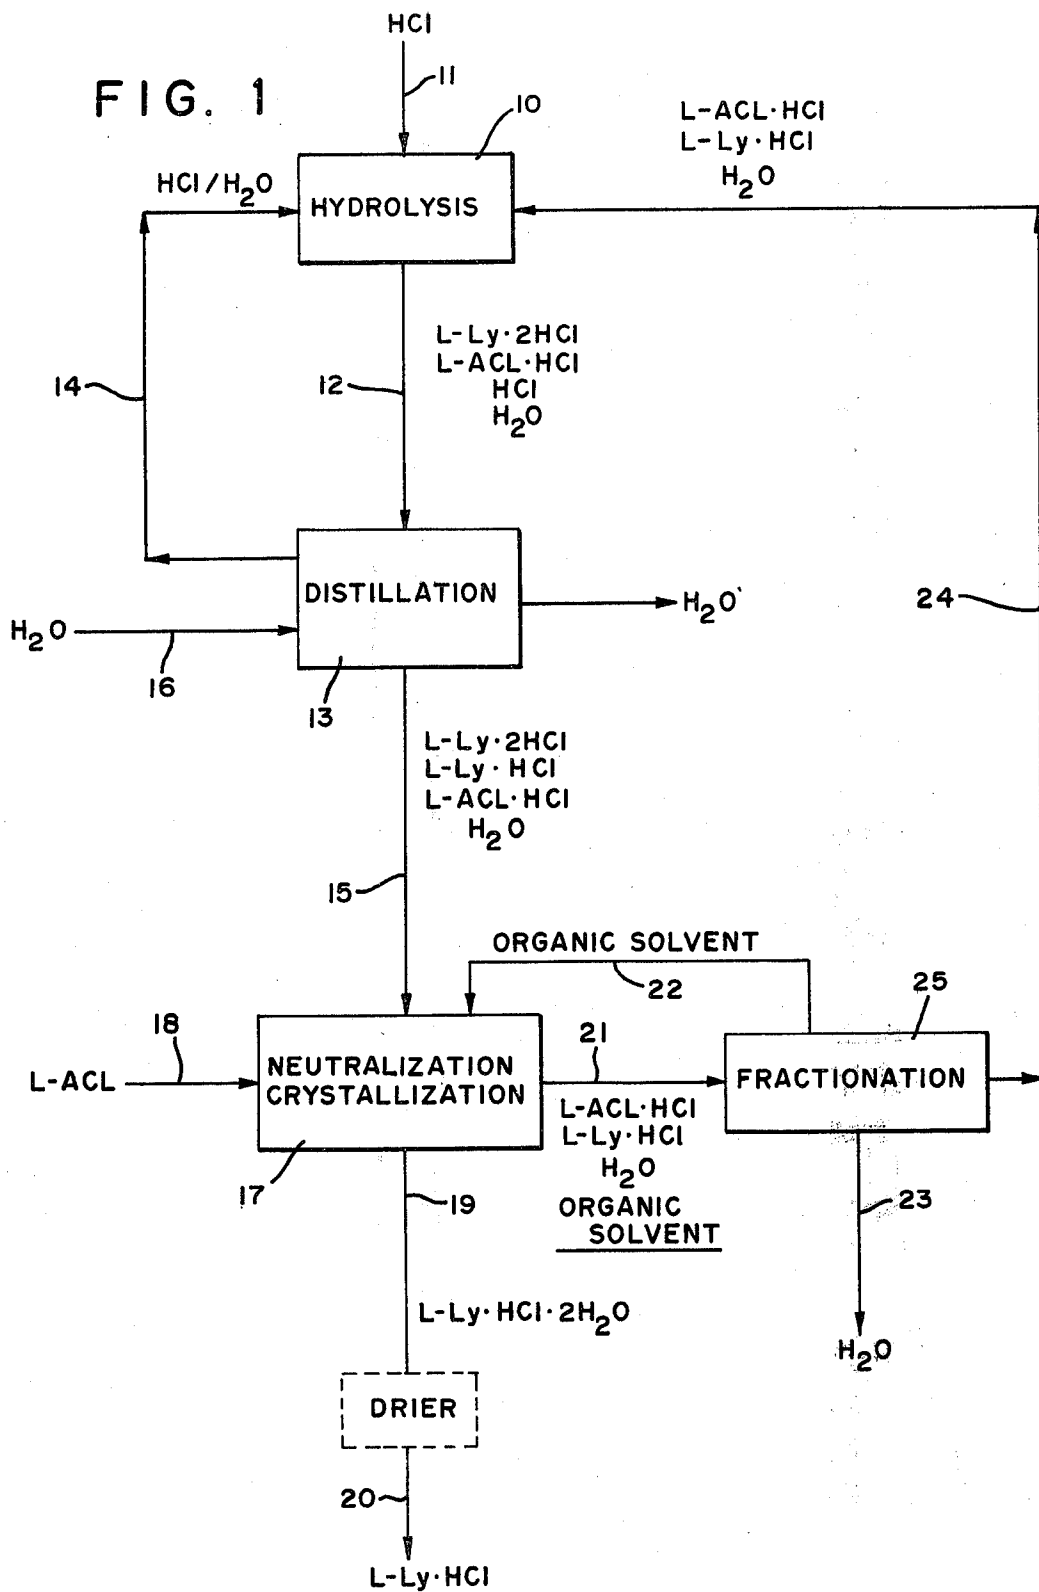 HCl
11
FIG. 1
10
L-ACL·HCl
L-Ly·HCl
H2O
HCl/H2O
HYDROLYSIS
L-Ly·2HCl
L-ACL·HCl
HCl
H2O
12
14
DISTILLATION
H2O
24
H2O
16
13
L-Ly·2HCl
L-Ly·HCl
L-ACL·HCl
H2O
15
ORGANIC SOLVENT
22
25
18
21
L-ACL
NEUTRALIZATION
CRYSTALLIZATION
FRACTIONATION
L-ACL·HCl
L-Ly·HCl
H2O
ORGANIC
SOLVENT
17
19
23
L-Ly·HCl·2H2O
H2O
DRIER
20
L-Ly·HCl